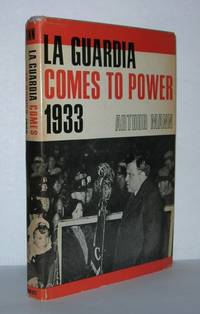 LA GUARDIA
COMES TO POWER
1933
ARTHUR MANN
LA GUARDIA COMES